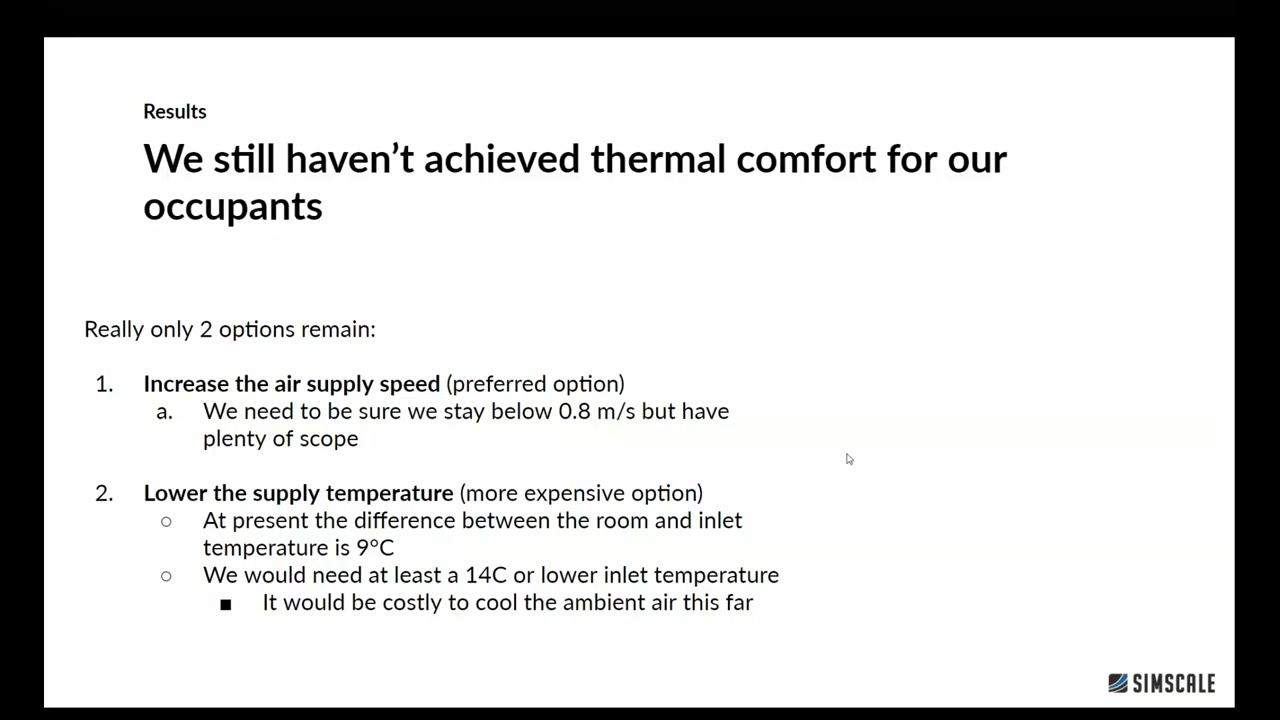 Results
We still haven’t achieved thermal comfort for our
occupants
Really only 2 options remain:
1. Increase the air supply speed (preferred option)
a. We need to be sure we stay below 0.8 m/s but have
plenty of scope
2. Lower the supply temperature (more expensive option)
○ At present the difference between the room and inlet
temperature is 9°C
○ We would need at least a 14C or lower inlet temperature
■ It would be costly to cool the ambient air this far
SIMSCALE